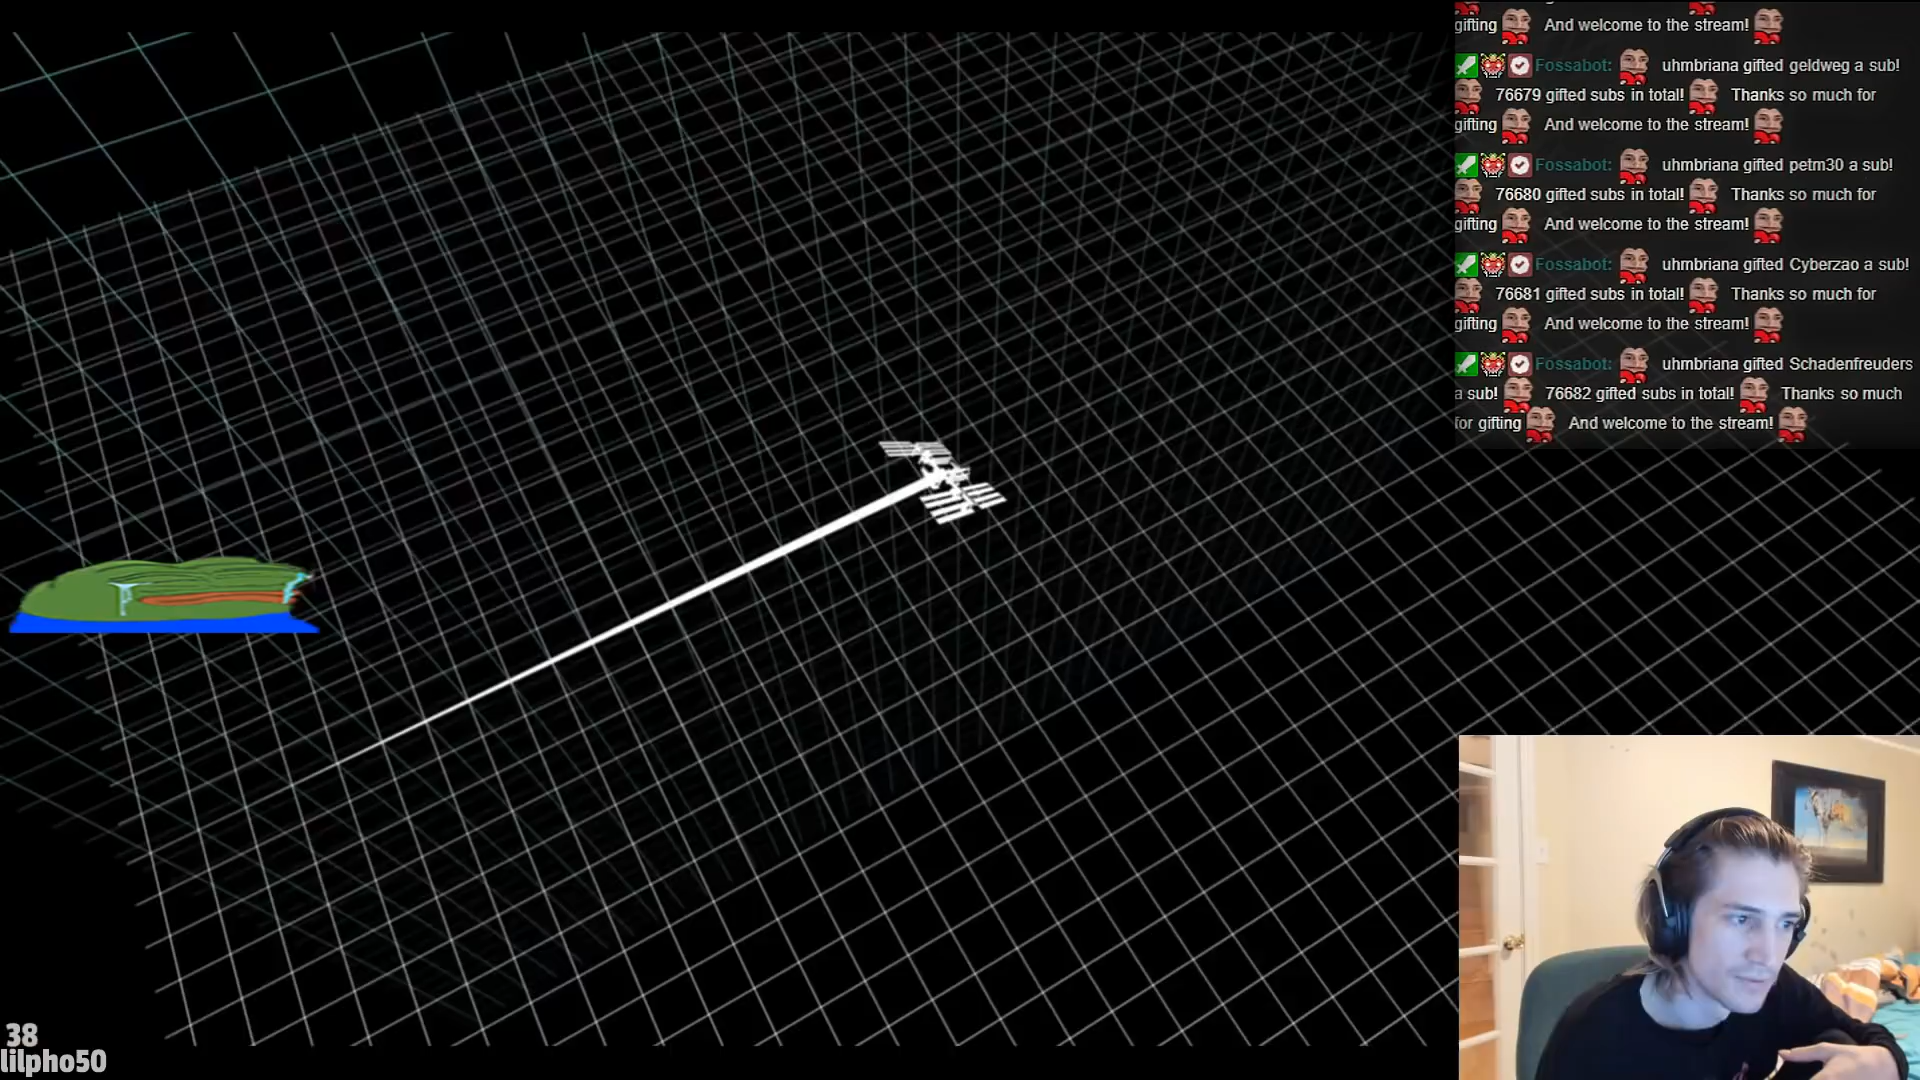 gifting And welcome to the stream!
Fossabot: uhmbriana gifted geldweg a sub!
76679 gifted subs in total! Thanks so much for
gifting And welcome to the stream!
Fossabot: uhmbriana gifted petm30 a sub!
76680 gifted subs in total! Thanks so much for
gifting And welcome to the stream!
Fossabot: uhmbriana gifted Cyberzao a sub!
76681 gifted subs in total! Thanks so much for
gifting And welcome to the stream!
Fossabot: uhmbriana gifted Schadenfreuders
a sub! 76682 gifted subs in total! Thanks so much
for gifting And welcome to the stream!
38
lilpho50